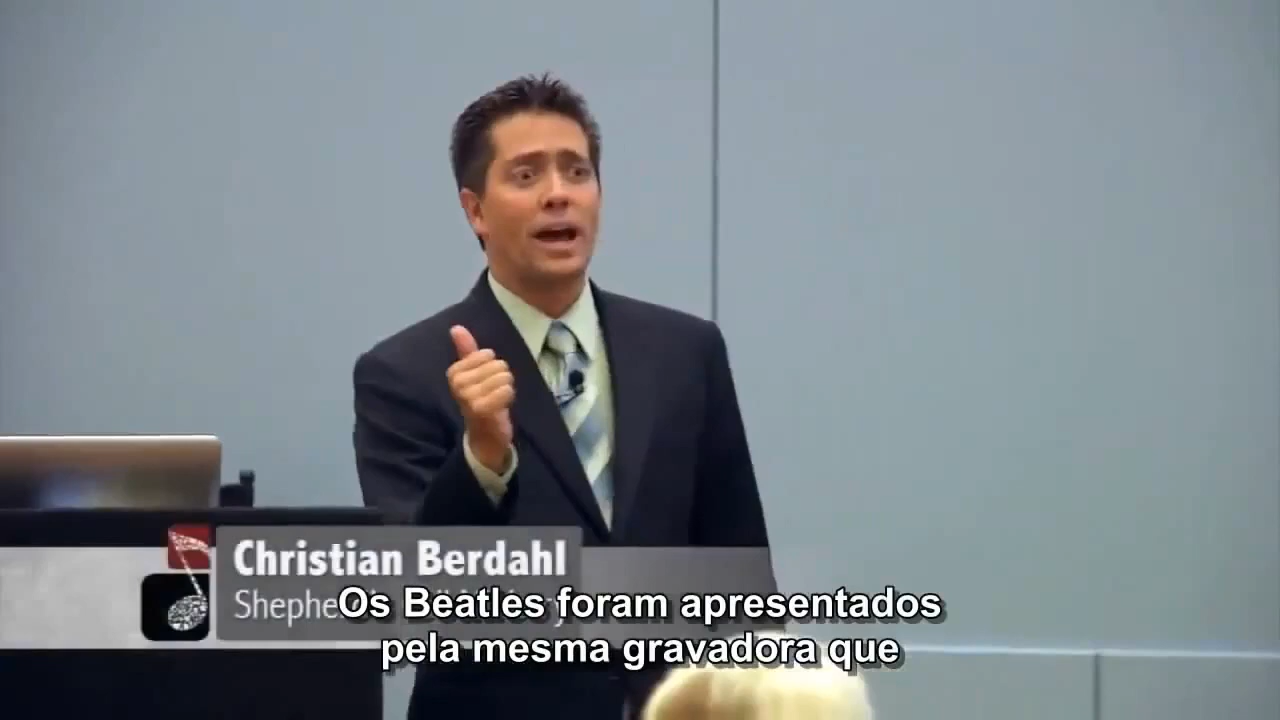 Christian Berdahl
Os Beatles foram apresentados
pela mesma gravadora que